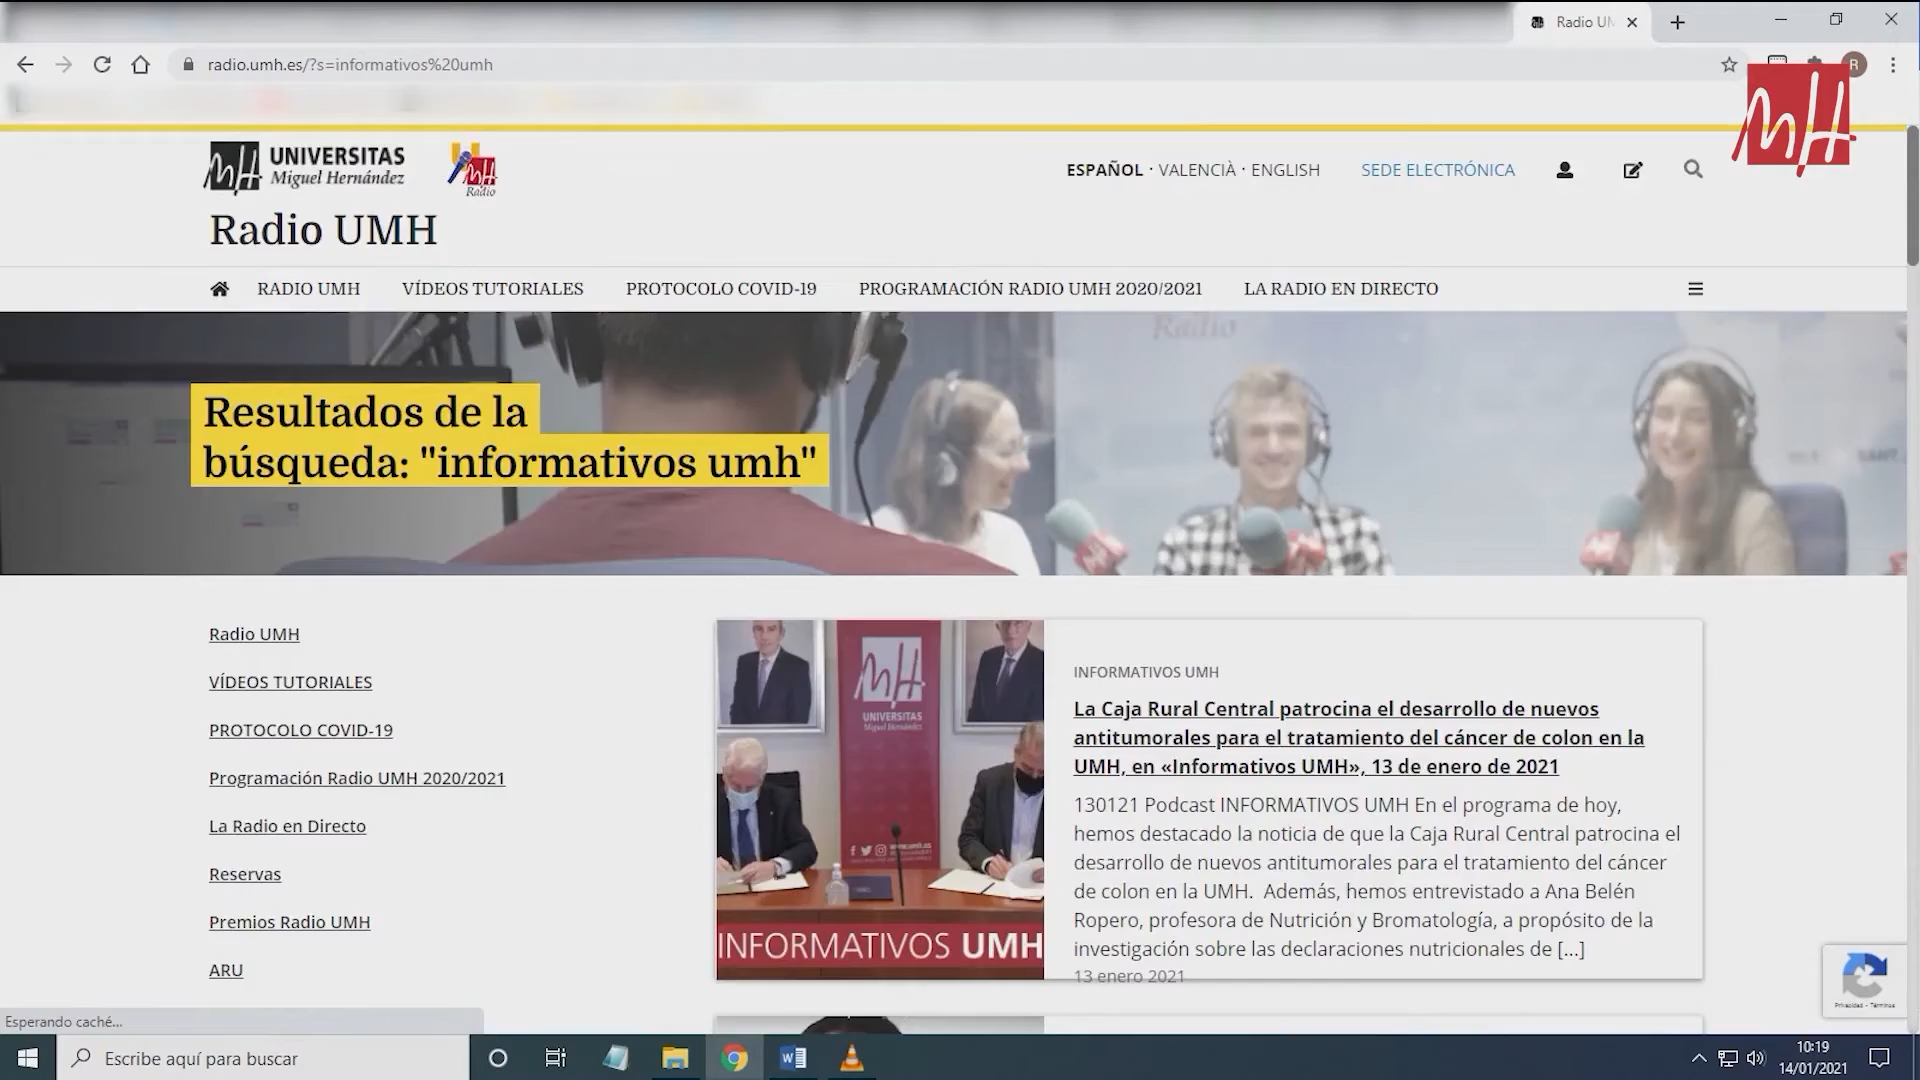 Radio UM
radio.umh.es/?s=informativos%20umh
R
MH
UNIVERSITAS
Miguel Hernández
Radio
ESPAÑOL · VALENCIÀ · ENGLISH
SEDE ELECTRÓNICA
Radio UMH
RADIO UMH
VÍDEOS TUTORIALES
PROTOCOLO COVID-19
PROGRAMACIÓN RADIO UMH 2020/2021
LA RADIO EN DIRECTO
Radio
Resultados de la
búsqueda: "informativos umh"
Radio UMH
VÍDEOS TUTORIALES
PROTOCOLO COVID-19
Programación Radio UMH 2020/2021
La Radio en Directo
Reservas
Premios Radio UMH
ARU
UNIVERSITAS
Miguel Hernández
INFORMATIVOS UMH
INFORMATIVOS UMH
La Caja Rural Central patrocina el desarrollo de nuevos
antitumorales para el tratamiento del cáncer de colon en la
UMH, en «Informativos UMH», 13 de enero de 2021
130121 Podcast INFORMATIVOS UMH En el programa de hoy,
hemos destacado la noticia de que la Caja Rural Central patrocina el
desarrollo de nuevos antitumorales para el tratamiento del cáncer
de colon en la UMH.  Además, hemos entrevistado a Ana Belén
Ropero, profesora de Nutrición y Bromatología, a propósito de la
investigación sobre las declaraciones nutricionales de [...]
13 enero 2021
Privacidad - Términos
Esperando caché...
Escribe aquí para buscar
10:19
14/01/2021